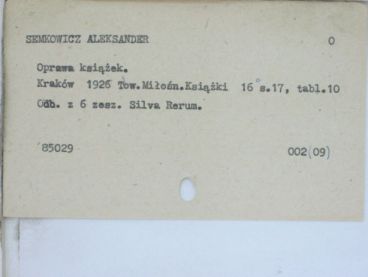 SEMKOWICZ ALEKSANDER O
Oprawa książek.
Kraków 1926 Tow.Miłośn.Książki 16° s.17, tabl.10
Odb. z 6 zesz. Silva Rerum.
85029 002(09)